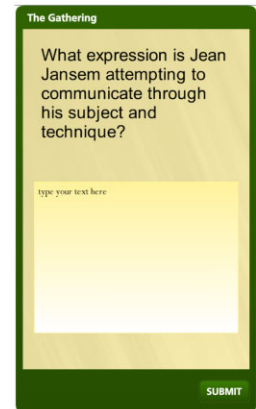 The Gathering
What expression is Jean
Jansem attempting to
communicate through
his subject and
technique?
type your text here
SUBMIT